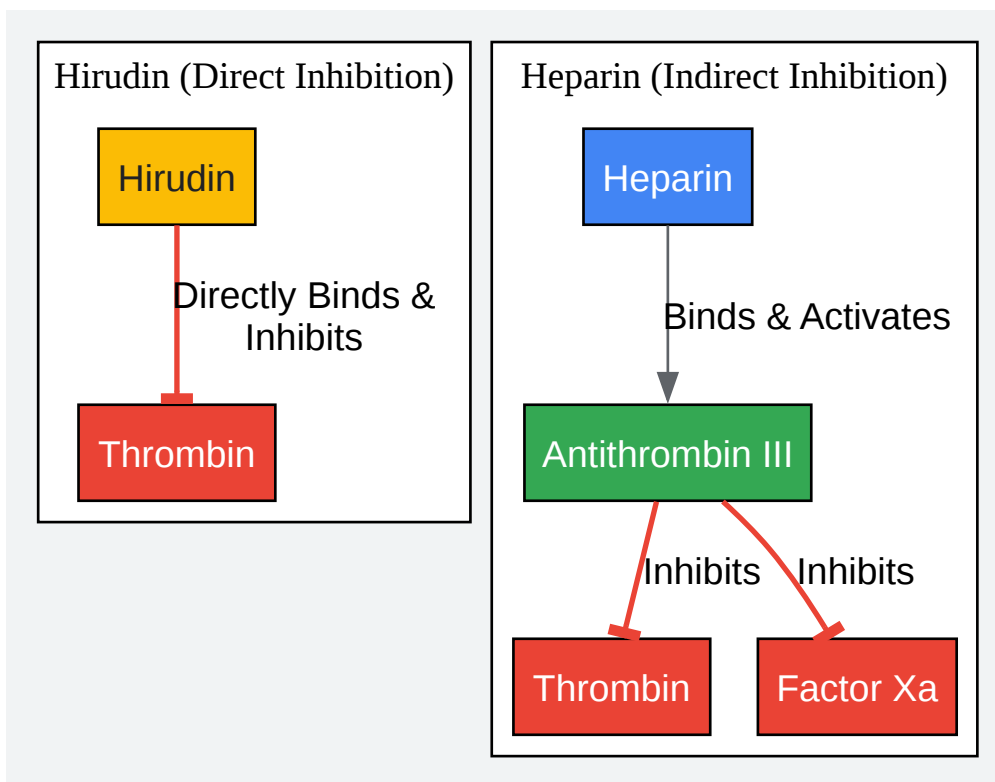 Hirudin (Direct Inhibition)
Hirudin
Directly Binds &
Inhibits
Thrombin
Heparin (Indirect Inhibition)
Heparin
Binds & Activates
Antithrombin III
Inhibits
Inhibits
Thrombin
Factor Xa